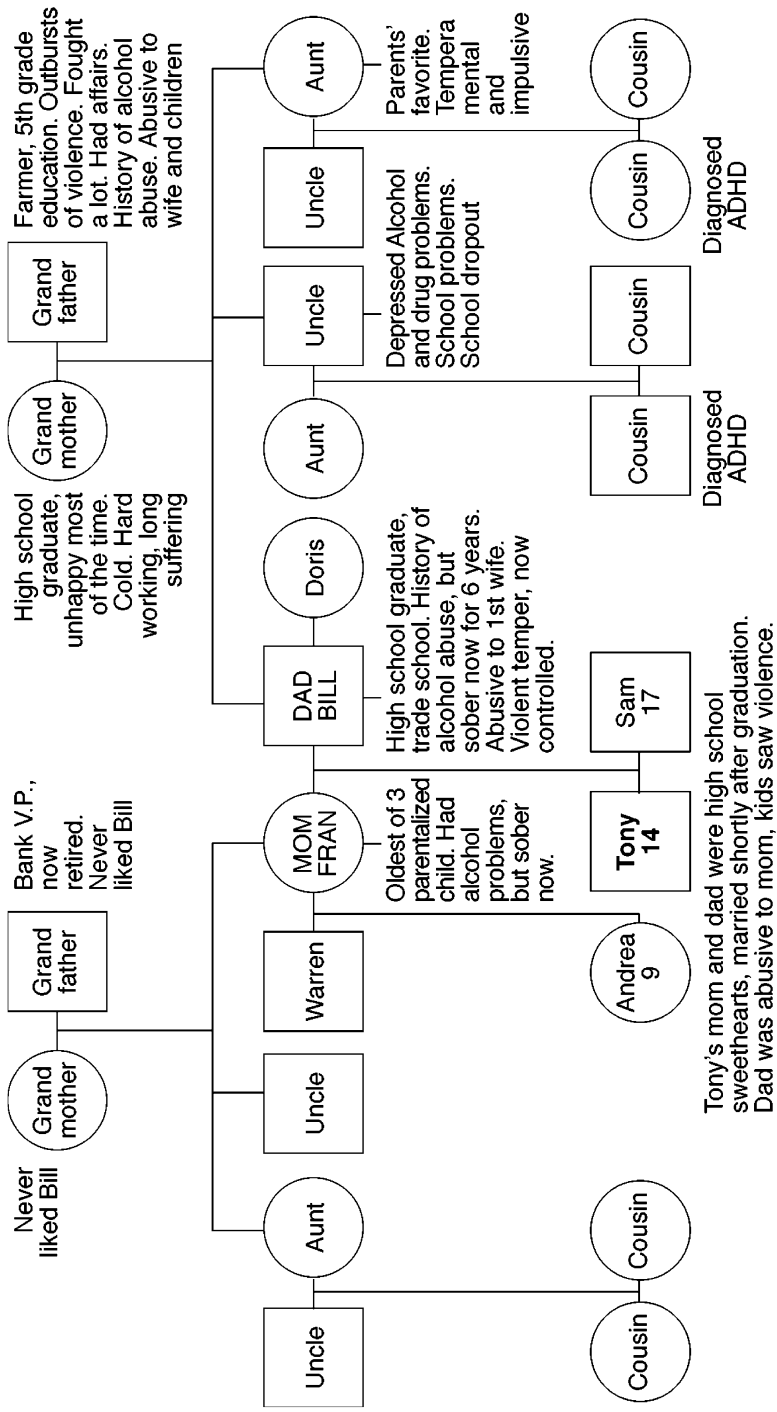 Never
liked Bill
Grand
mother
Grand
father
Bank V.P.,
now
retired.
Never
liked Bill
High school
graduate,
unhappy most
of the time.
Cold. Hard
working, long
suffering
Grand
mother
Grand
father
Farmer, 5th grade
education. Outbursts
of violence. Fought
a lot. Had affairs.
History of alcohol
abuse. Abusive to
wife and children
Uncle
Aunt
Uncle
Warren
MOM
FRAN
DAD
BILL
Doris
Aunt
Uncle
Uncle
Aunt
Oldest of 3
parentalized
child. Had
alcohol
problems,
but sober
now.
High school graduate,
trade school. History of
alcohol abuse, but
sober now for 6 years.
Abusive to 1st wife.
Violent temper, now
controlled.
Depressed Alcohol
and drug problems.
School problems.
School dropout
Parents’
favorite.
Tempera
mental
and
impulsive
Cousin
Cousin
Andrea
9
Tony
14
Sam
17
Cousin
Cousin
Cousin
Cousin
Diagnosed
ADHD
Diagnosed
ADHD
Tony’s mom and dad were high school
sweethearts, married shortly after graduation.
Dad was abusive to mom, kids saw violence.